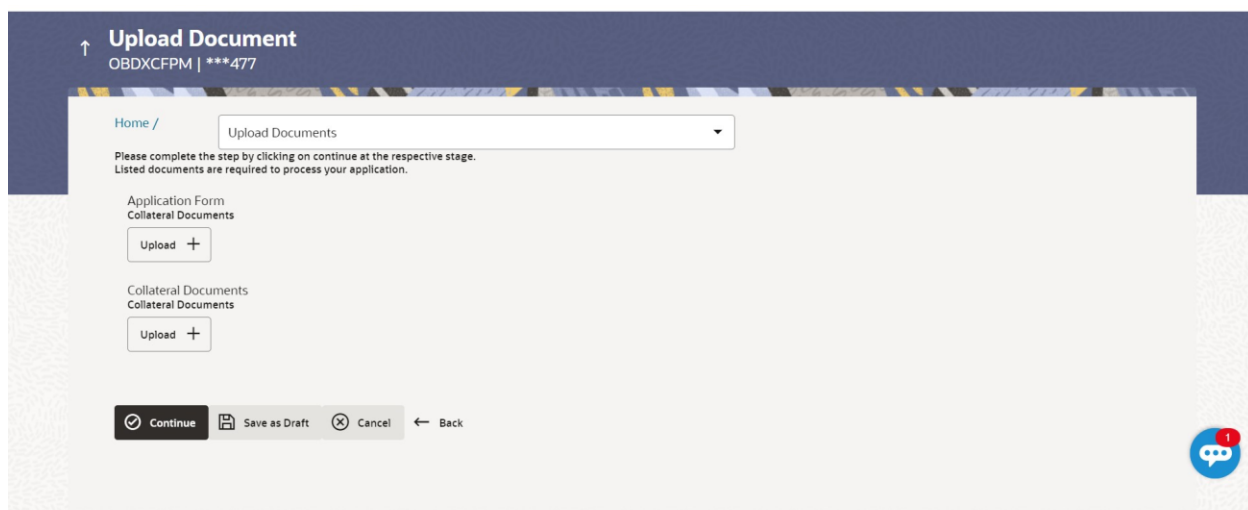 Upload Document
OBDXCFPM | ***477
Home /
Upload Documents
Please complete the step by clicking on continue at the respective stage.
Listed documents are required to process your application.
Application Form
Collateral Documents
Upload
Collateral Documents
Collateral Documents
Upload
Continue Save as Draft Cancel Back
1